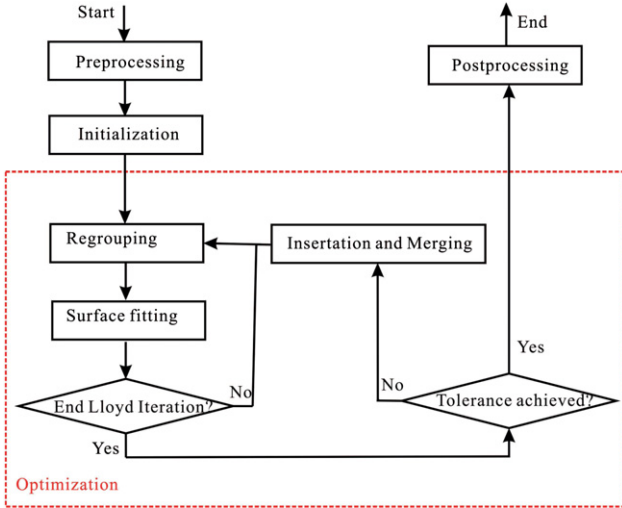 Start
End
Preprocessing
Postprocessing
Initialization
Regrouping
Insertation and Merging
Surface fitting
Yes
No
No
End Lloyd Iteration?
Tolerance achieved?
Yes
Optimization